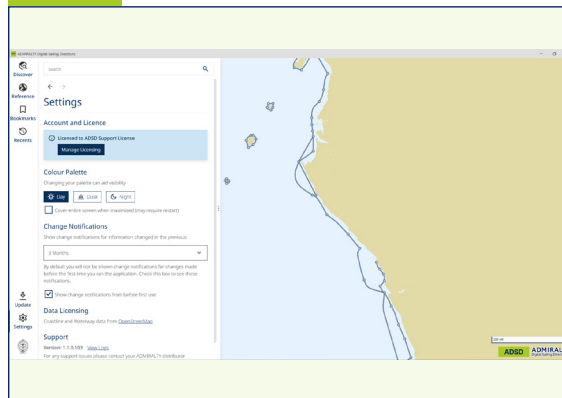 ADMIRALTY Digital Sailing Directions
Discover
Reference
Bookmarks
Recents
Update
Settings
Search
Settings
Account and Licence
Licensed to ADSD Support License
Manage Licensing
Colour Palette
Changing your palette can aid visibility
Day
Dusk
Night
Cover entire screen when maximised (may require restart)
Change Notifications
Show change notifications for information changed in the previous
3 Months
By default you will not be shown change notifications for changes made
before the first time you ran the application. Check this box to see these
notifications.
Show change notifications from before first use
Data Licensing
Coastline and Waterway data from OpenStreetMap
Support
Version: 1.1.5.103 View Logs
For any support issues please contact your ADMIRALTY distributor
ADSD
ADMIRAL